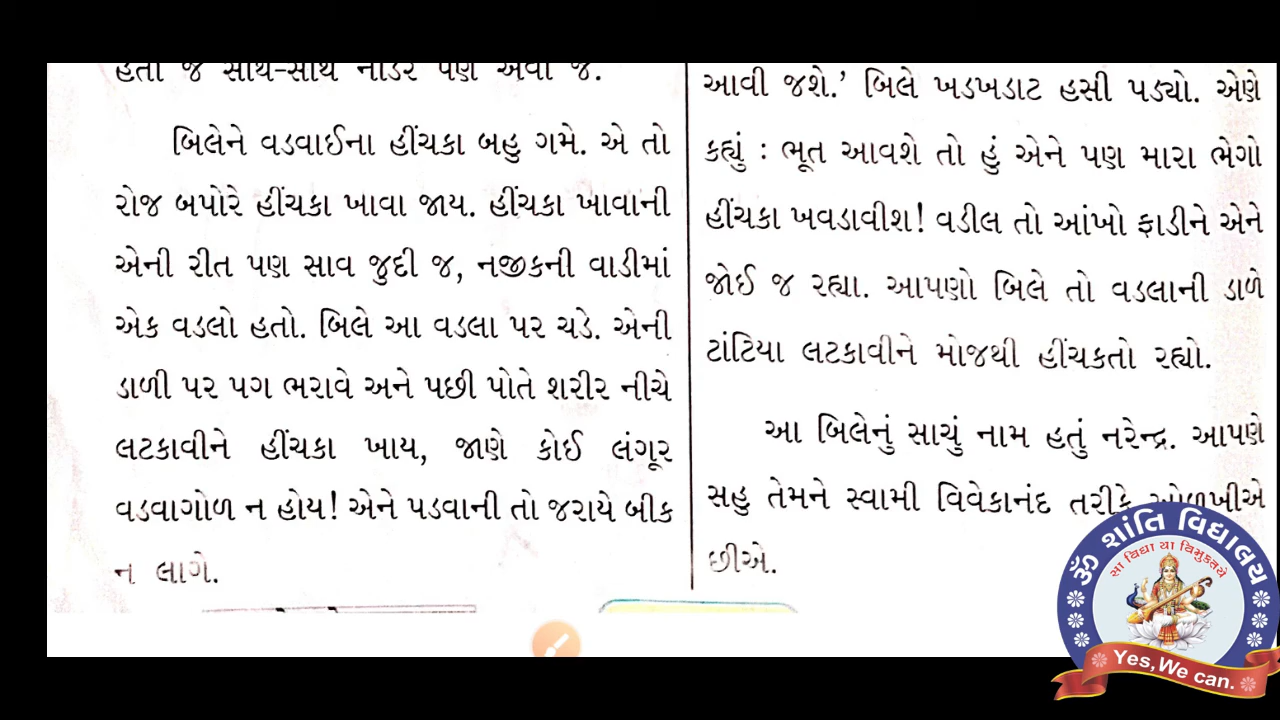 હતો જ સાથ-સાથ નીડર પણ એવો જ.
બિલેને વડવાઈના હીંચકા બહુ ગમે. એ તો
રોજ બપોરે હીંચકા ખાવા જાય. હીંચકા ખાવાની
એની રીત પણ સાવ જુદી જ, નજીકની વાડીમાં
એક વડલો હતો. બિલે આ વડલા પર ચડે. એની
ડાળી પર પગ ભરાવે અને પછી પોતે શરીર નીચે
લટકાવીને હીંચકા ખાય, જાણે કોઈ લંગૂર
વડવાગોળ ન હોય! એને પડવાની તો જરાયે બીક
ન લાગે.
આવી જશે.’ બિલે ખડખડાટ હસી પડ્યો. એણે
કહ્યું : ભૂત આવશે તો હું એને પણ મારા ભેગો
હીંચકા ખવડાવીશ! વડીલ તો આંખો ફાડીને એને
જોઈ જ રહ્યા. આપણો બિલે તો વડલાની ડાળે
ટાંટિયા લટકાવીને મોજથી હીંચકતો રહ્યો.
આ બિલેનું સાચું નામ હતું નરેન્દ્ર. આપણે
સહુ તેમને સ્વામી વિવેકાનંદ તરીકે ઓળખીએ
છીએ.
ૐ શાંતિ વિદ્યાલય
સા વિદ્યા યા વિમુક્તયે
Yes, We can.